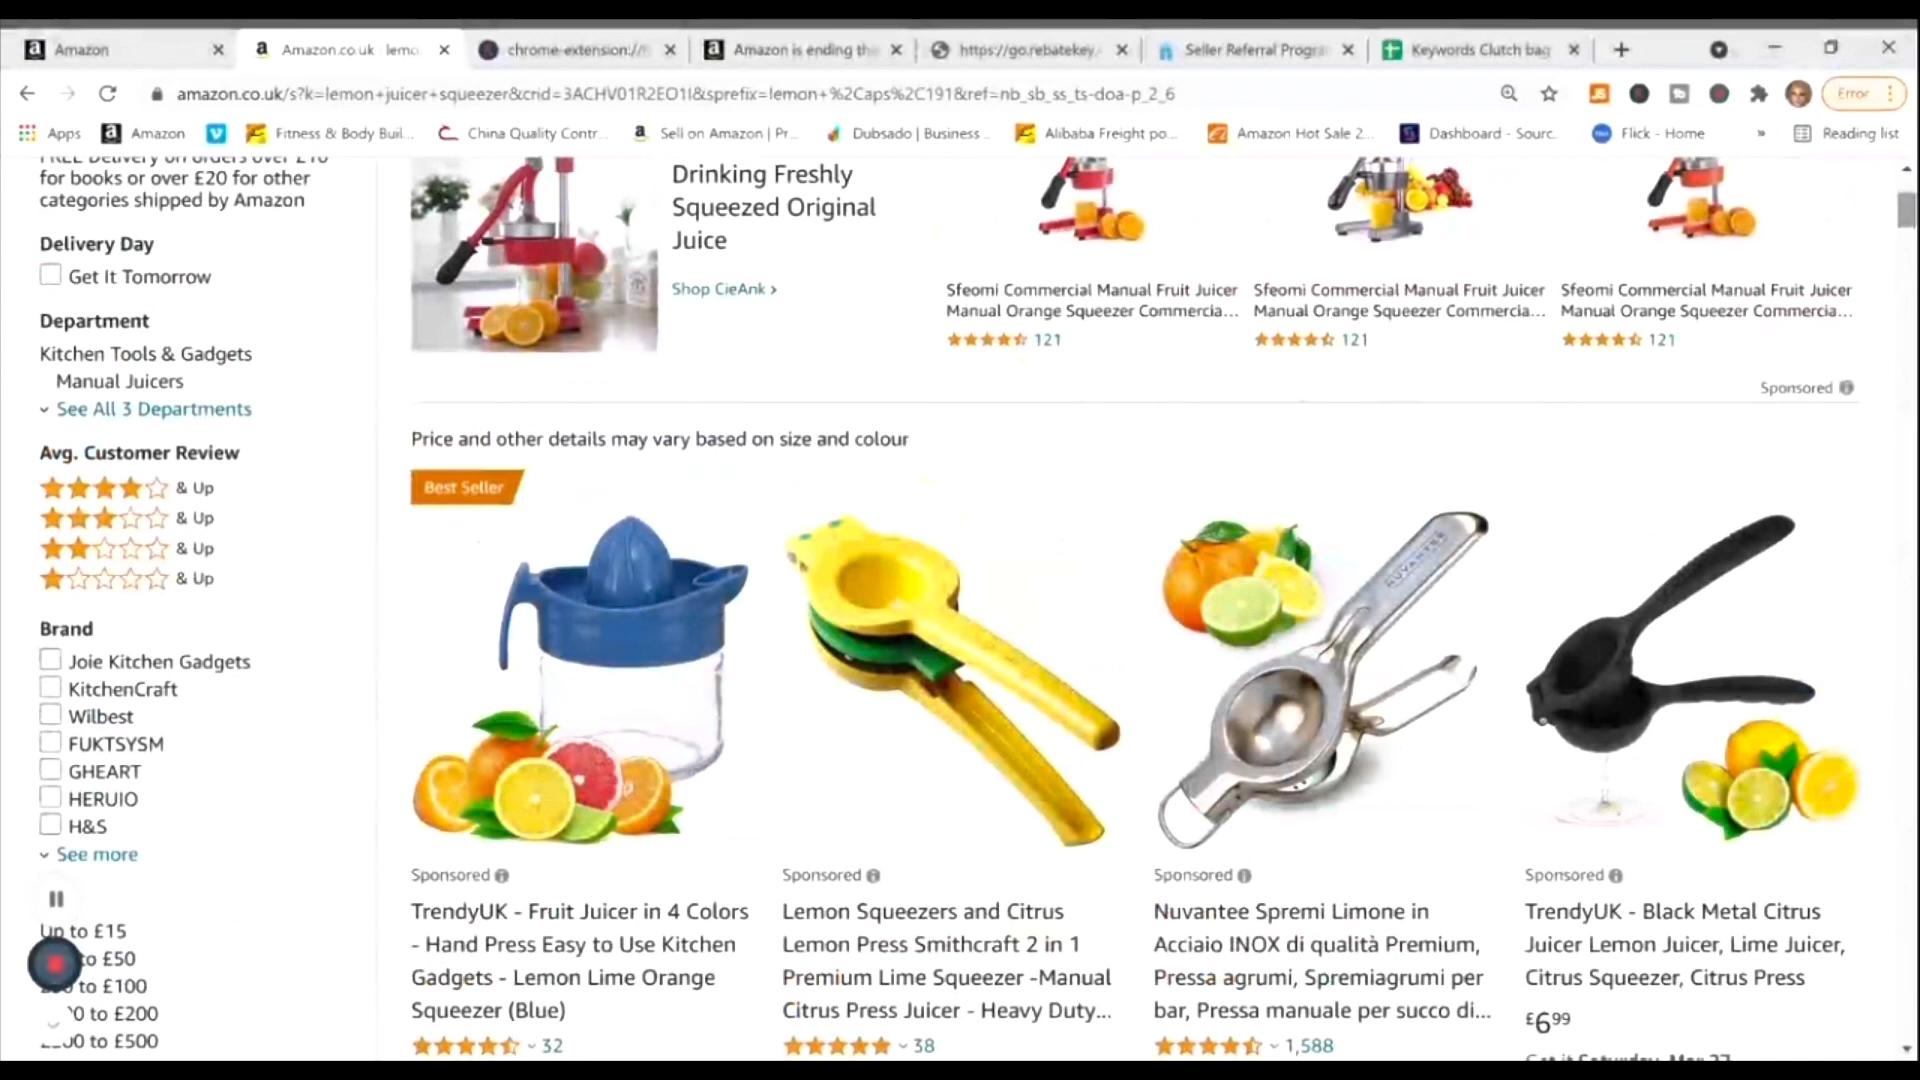 Amazon
Amazon.co.uk lemo
chrome-extension://
Amazon is ending the
https://go.rebatekey.
Seller Referral Progra
Keywords Clutch bag
amazon.co.uk/s?k=lemon+juicer+squeezer&crid=3ACHV01R2EO1I&sprefix=lemon+%2Caps%2C191&ref=nb_sb_ss_ts-doa-p_2_6
Error
Apps
Amazon
Fitness & Body Buil...
China Quality Contr...
Sell on Amazon | Pr...
Dubsado | Business ..
Alibaba Freight po...
Amazon Hot Sale 2...
Dashboard - Sourc..
Flick - Home
»
Reading list
FREE Delivery on orders over £10
for books or over £20 for other
categories shipped by Amazon
Delivery Day
Get It Tomorrow
Department
Kitchen Tools & Gadgets
Manual Juicers
See All 3 Departments
Avg. Customer Review
& Up
& Up
& Up
& Up
Brand
Joie Kitchen Gadgets
KitchenCraft
Wilbest
FUKTSYSM
GHEART
HERUIO
H&S
See more
Up to £15
to £50
to £100
to £200
to £500
Drinking Freshly
Squeezed Original
Juice
Shop CieAnk ›
Sfeomi Commercial Manual Fruit Juicer
Manual Orange Squeezer Commercia...
121
Sfeomi Commercial Manual Fruit Juicer
Manual Orange Squeezer Commercia...
121
Sfeomi Commercial Manual Fruit Juicer
Manual Orange Squeezer Commercia...
121
Sponsored
Price and other details may vary based on size and colour
Best Seller
NUVANTEE
Sponsored
TrendyUK - Fruit Juicer in 4 Colors
- Hand Press Easy to Use Kitchen
Gadgets - Lemon Lime Orange
Squeezer (Blue)
32
Sponsored
Lemon Squeezers and Citrus
Lemon Press Smithcraft 2 in 1
Premium Lime Squeezer -Manual
Citrus Press Juicer - Heavy Duty...
38
Sponsored
Nuvantee Spremi Limone in
Acciaio INOX di qualità Premium,
Pressa agrumi, Spremiagrumi per
bar, Pressa manuale per succo di...
1,588
Sponsored
TrendyUK - Black Metal Citrus
Juicer Lemon Juicer, Lime Juicer,
Citrus Squeezer, Citrus Press
£699